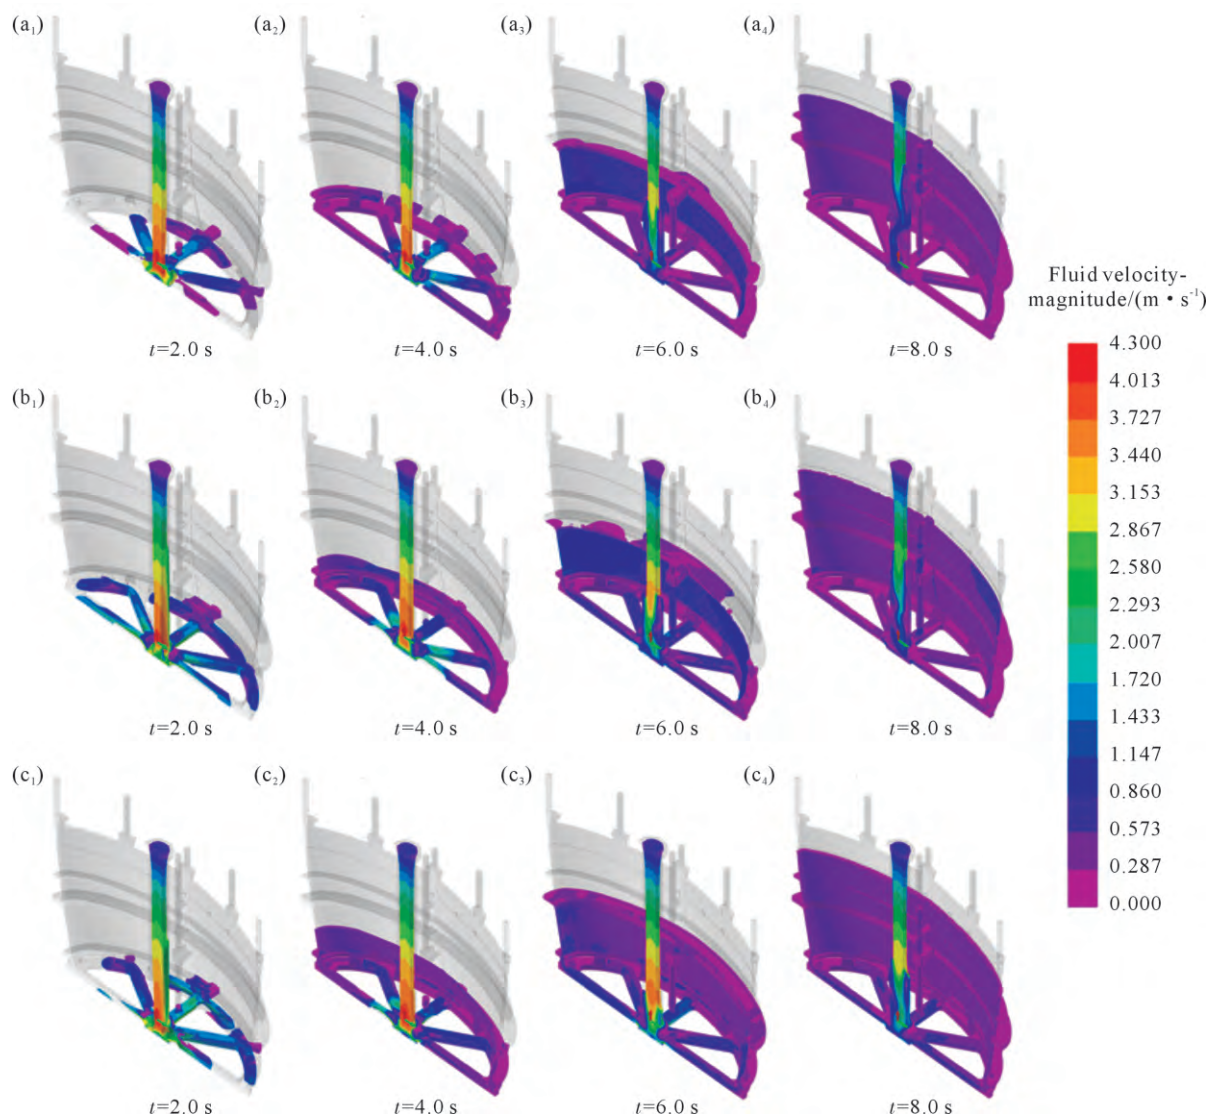 (a₁) (a₂) (a₃) (a₄)
t=2.0 s t=4.0 s t=6.0 s t=8.0 s
(b₁) (b₂) (b₃) (b₄)
t=2.0 s t=4.0 s t=6.0 s t=8.0 s
(c₁) (c₂) (c₃) (c₄)
t=2.0 s t=4.0 s t=6.0 s t=8.0 s
Fluid velocity-
magnitude/(m • s⁻¹)
4.300
4.013
3.727
3.440
3.153
2.867
2.580
2.293
2.007
1.720
1.433
1.147
0.860
0.573
0.287
0.000